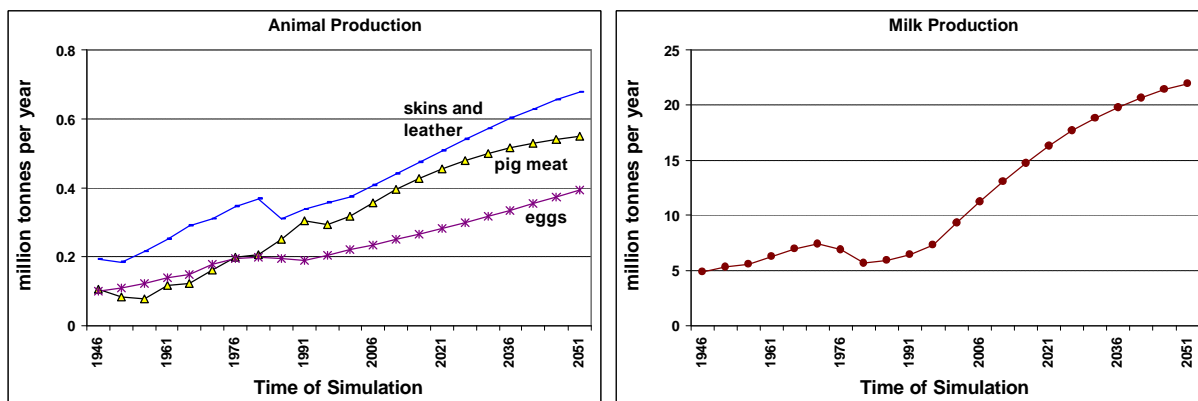 Animal Production
million tonnes per year
0.8
0.6
0.4
0.2
0
skins and
leather
pig meat
eggs
1946
1961
1976
1991
2006
2021
2036
2051
Time of Simulation
Milk Production
million tonnes per year
25
20
15
10
5
0
1946
1961
1976
1991
2006
2021
2036
2051
Time of Simulation